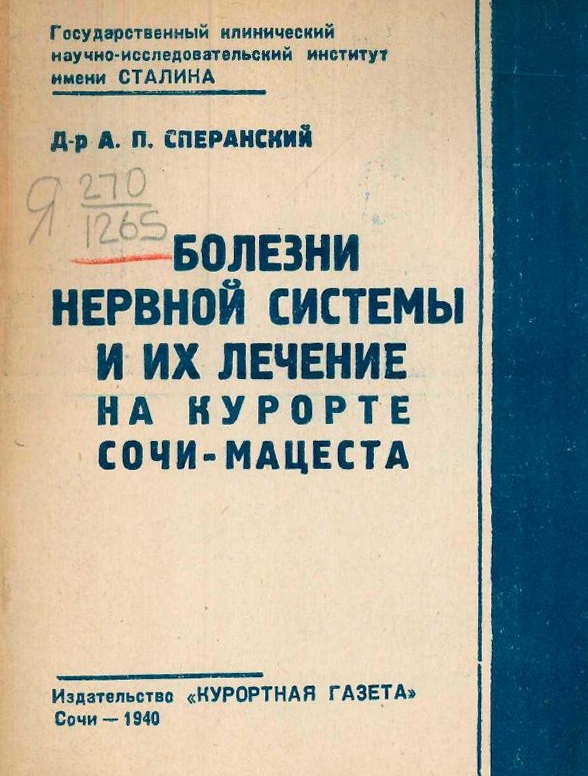 Государственный клинический
научно-исследовательский институт
имени СТАЛИНА
Д-р А. П. СПЕРАНСКИЙ
Я 270
1265
БОЛЕЗНИ
НЕРВНОЙ СИСТЕМЫ
И ИХ ЛЕЧЕНИЕ
НА КУРОРТЕ
СОЧИ-МАЦЕСТА
Издательство «КУРОРТНАЯ ГАЗЕТА»
Сочи — 1940